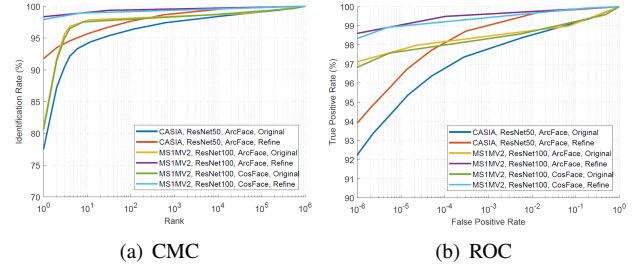 100
95
90
85
80
75
70
Identification Rate (%)
CASIA, ResNet50, ArcFace, Original
CASIA, ResNet50, ArcFace, Refine
MS1MV2, ResNet100, ArcFace, Original
MS1MV2, ResNet100, ArcFace, Refine
MS1MV2, ResNet100, CosFace, Original
MS1MV2, ResNet100, CosFace, Refine
10^0 10^1 10^2 10^3 10^4 10^5 10^6
Rank
(a) CMC
100
99
98
97
96
95
94
93
92
91
90
True Positive Rate (%)
CASIA, ResNet50, ArcFace, Original
CASIA, ResNet50, ArcFace, Refine
MS1MV2, ResNet100, ArcFace, Original
MS1MV2, ResNet100, ArcFace, Refine
MS1MV2, ResNet100, CosFace, Original
MS1MV2, ResNet100, CosFace, Refine
10^-6 10^-5 10^-4 10^-3 10^-2 10^-1 10^0
False Positive Rate
(b) ROC